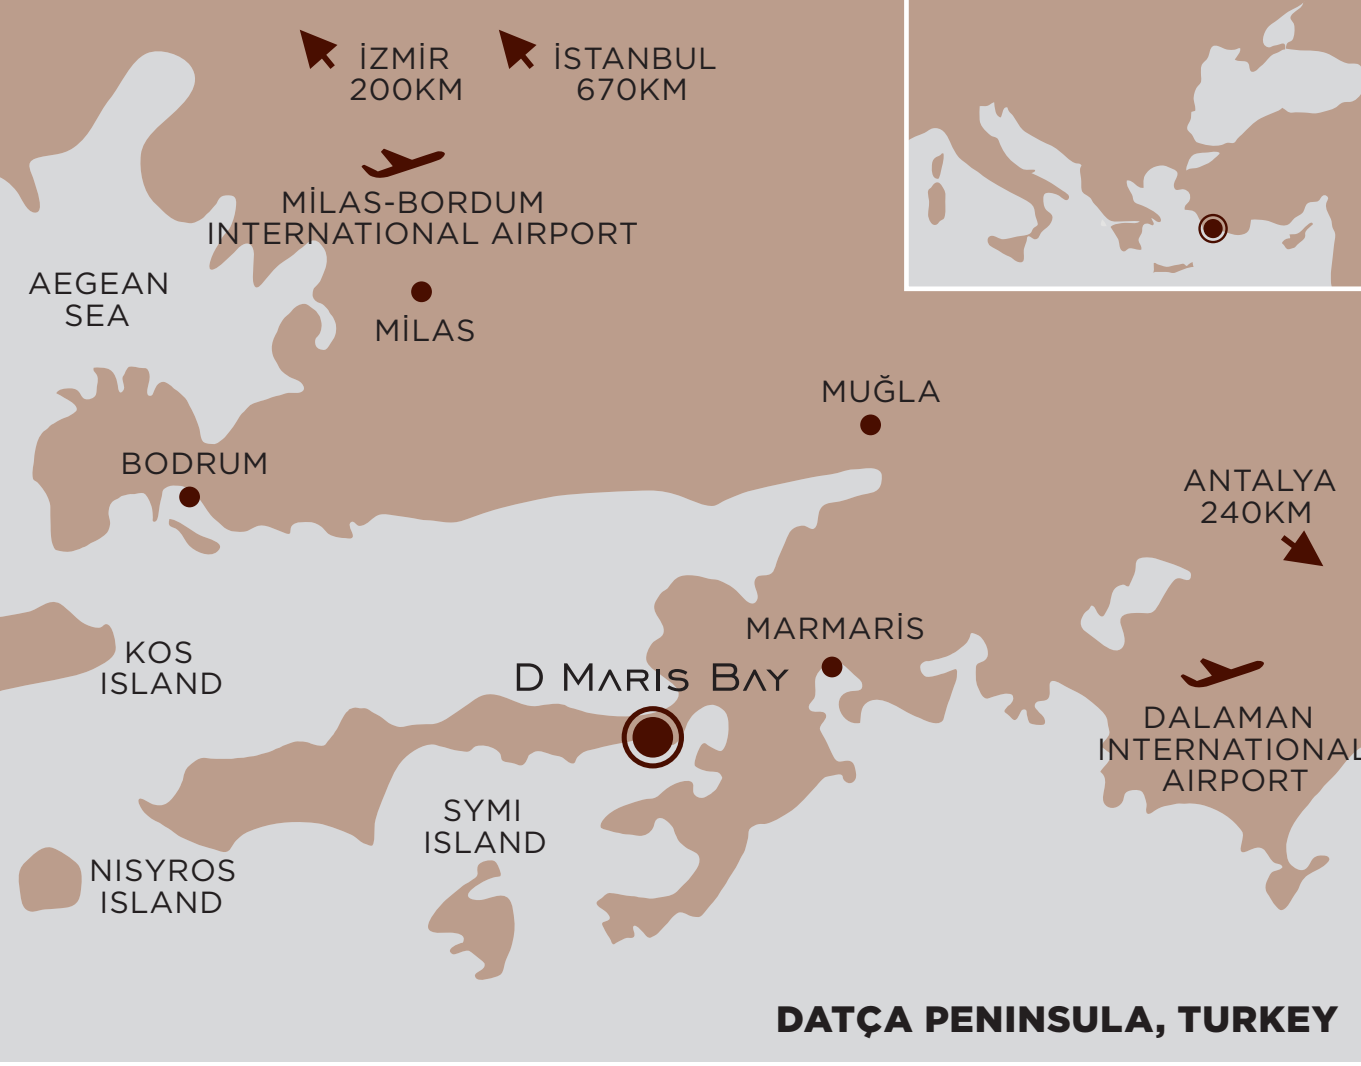 İZMİR
200KM
İSTANBUL
670KM
MİLAS-BORDUM
INTERNATIONAL AIRPORT
AEGEAN
SEA
MİLAS
MUĞLA
BODRUM
ANTALYA
240KM
KOS
ISLAND
MARMARİS
D MARIS BAY
DALAMAN
INTERNATIONAL
AIRPORT
SYMI
ISLAND
NISYROS
ISLAND
DATÇA PENINSULA, TURKEY